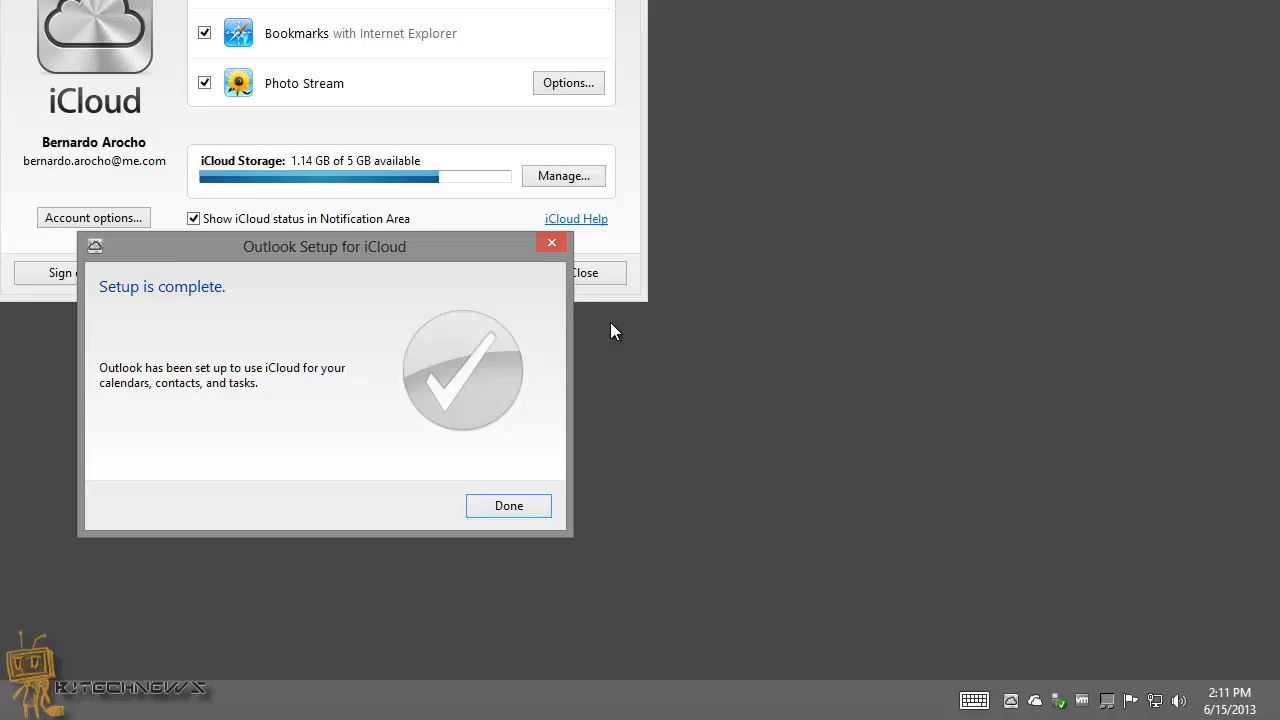 Bookmarks with Internet Explorer
Photo Stream
Options...
iCloud
Bernardo Arocho
bernardo.arocho@me.com
iCloud Storage: 1.14 GB of 5 GB available
Manage...
Account options...
Show iCloud status in Notification Area
iCloud Help
Outlook Setup for iCloud
Sign
Close
Setup is complete.
Outlook has been set up to use iCloud for your
calendars, contacts, and tasks.
Done
KJTECHNEWS
2:11 PM
6/15/2013